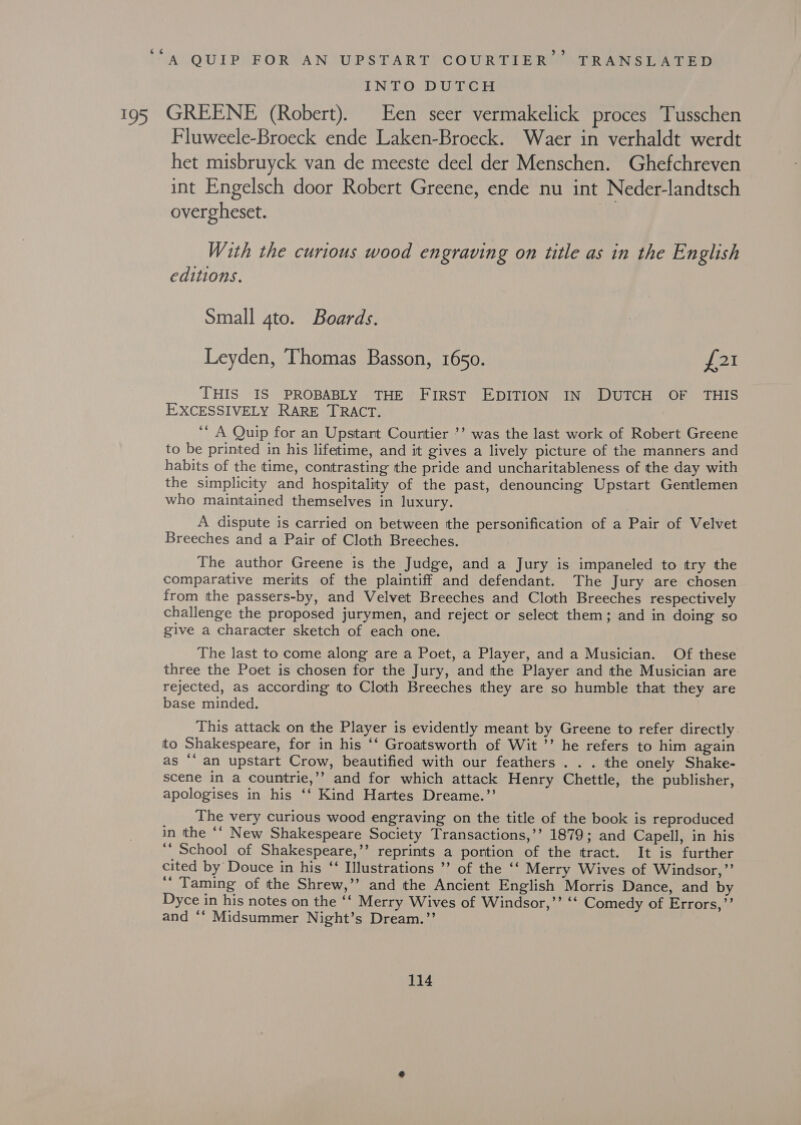 “A QUIP FOR AN UPSTART COURTIER” TRANSLATED
INTO DUTCH
195 GREENE (Robert). Een seer vermakelick proces Tusschen
Fluweele-Broeck ende Laken-Broeck. Waer in verhaldt werdt
het misbruyck van de meeste deel der Menschen. Ghefchreven
int Engelsch door Robert Greene, ende nu int Neder-landtsch
overgheset.
With the curious wood engraving on title as in the English
editions.
Small 4to. Boards.
Leyden, Thomas Basson, 1650. £21
THIS IS PROBABLY THE FIRST EDITION IN DUTCH OF THIS
EXCESSIVELY RARE TRACT.
“ A Quip for an Upstart Courtier ” was the last work of Robert Greene
to be printed in his lifetime, and it gives a lively picture of the manners and
habits of the time, contrasting the pride and uncharitableness of the day with
the simplicity and hospitality of the past, denouncing Upstart Gentlemen
who maintained themselves in luxury.
A dispute is carried on between the personification of a Pair of Velvet
Breeches and a Pair of Cloth Breeches.
The author Greene is the Judge, and a Jury is impaneled to try the
comparative merits of the plaintiff and defendant. The Jury are chosen
from the passers-by, and Velvet Breeches and Cloth Breeches respectively
challenge the proposed jurymen, and reject or select them; and in doing so
give a character sketch of each one.
The last to come along are a Poet, a Player, and a Musician. Of these
three the Poet is chosen for the Jury, and the Player and the Musician are
rejected, as according to Cloth Breeches they are so humble that they are
base minded.
This attack on the Player is evidently meant by Greene to refer directly
to Shakespeare, for in his “ Groatsworth of Wit ” he refers to him again
as “ an upstart Crow, beautified with our feathers . . . the onely Shake-
scene in a countrie,” and for which attack Henry Chettle, the publisher,
apologises in his “ Kind Hartes Dreame.”
The very curious wood engraving on the title of the book is reproduced
in the “ New Shakespeare Society Transactions,” 1879; and Capell, in his
“ School of Shakespeare,” reprints a portion of the tract. It is further
cited by Douce in his “ Illustrations ” of the “ Merry Wives of Windsor,”
“ Taming of the Shrew,” and the Ancient English Morris Dance, and by
Dyce in his notes on the “ Merry Wives of Windsor,” “ Comedy of Errors,”
and “ Midsummer Night’s Dream.”
114